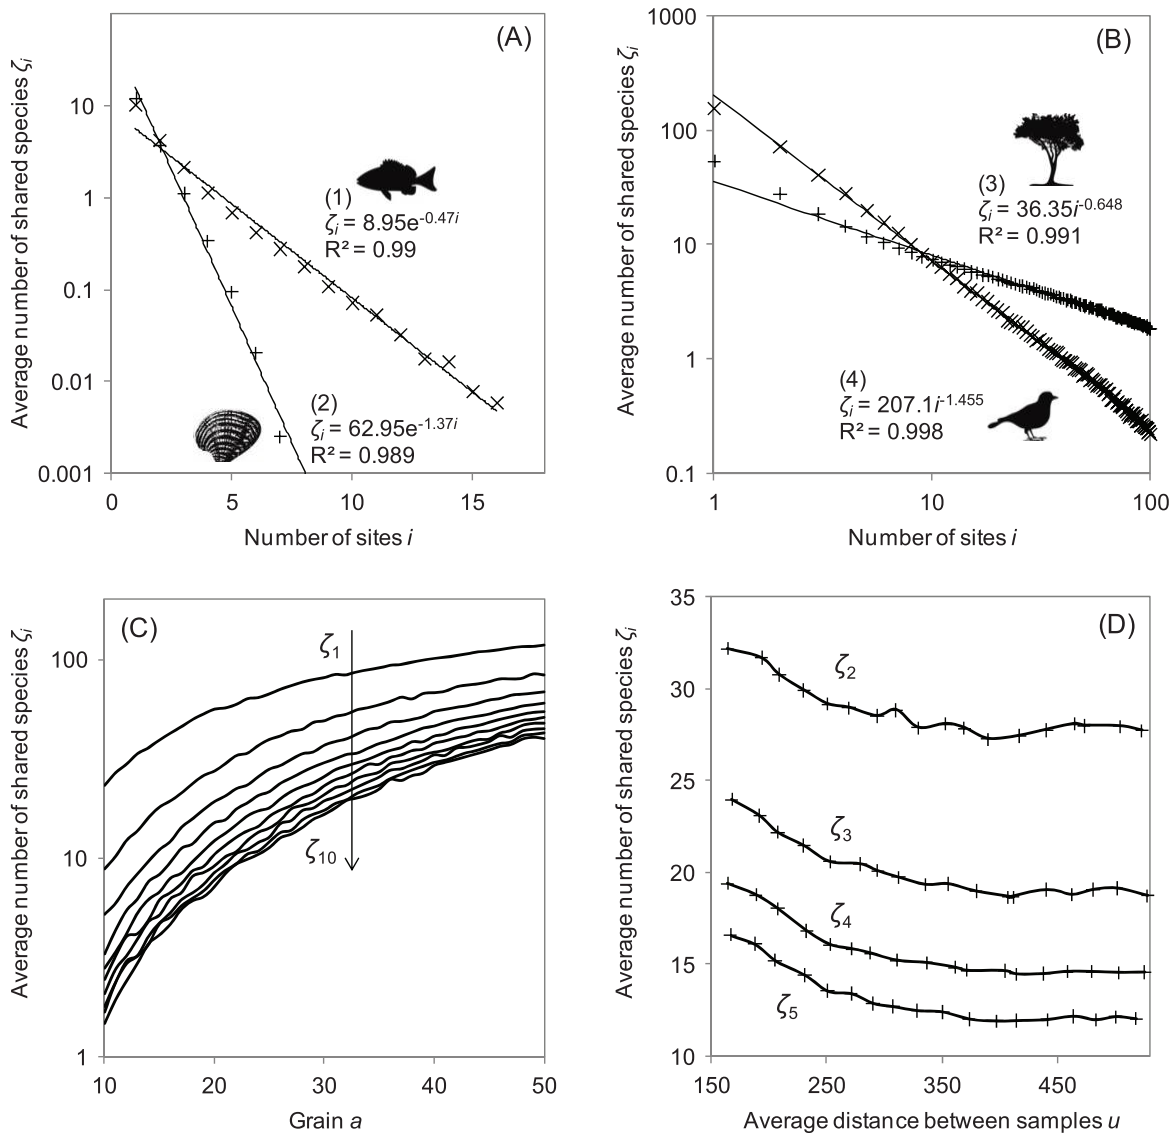 (A)
Average number of shared species ζi
10
1
0.1
0.01
0.001
(1)
ζi = 8.95e-0.47i
R² = 0.99
(2)
ζi = 62.95e-1.37i
R² = 0.989
0 5 10 15
Number of sites i
(B)
Average number of shared species ζi
1000
100
10
1
0.1
(3)
ζi = 36.35i-0.648
R² = 0.991
(4)
ζi = 207.1i-1.455
R² = 0.998
1 10 100
Number of sites i
(C)
Average number of shared species ζi
100
10
1
ζ1
ζ10
10 20 30 40 50
Grain a
(D)
Average number of shared species ζi
35
30
25
20
15
10
ζ2
ζ3
ζ4
ζ5
150 250 350 450
Average distance between samples u